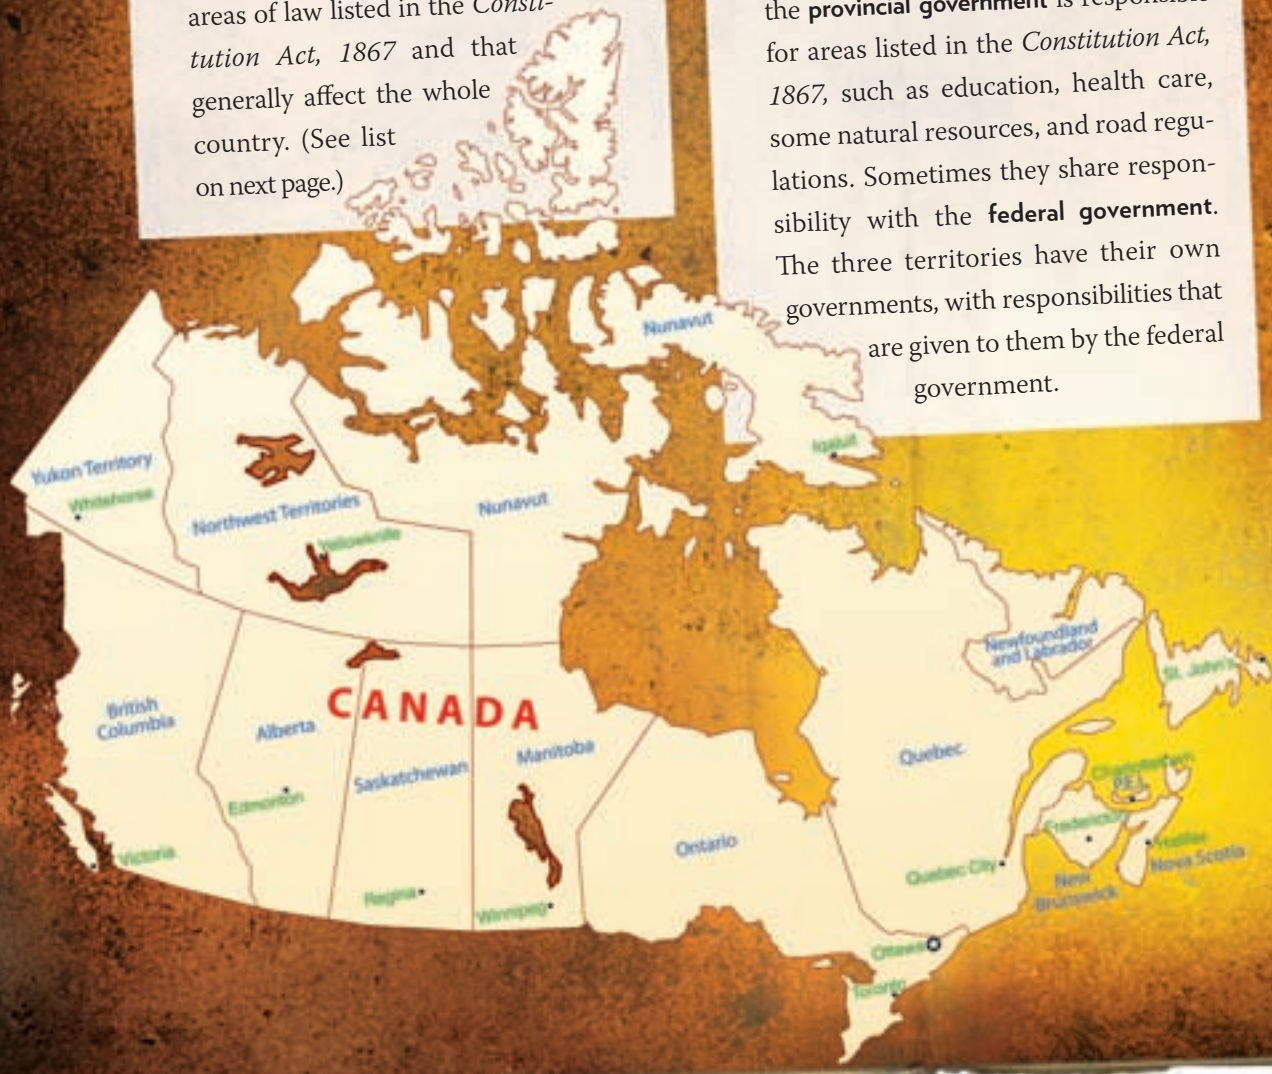 areas of law listed in the Consti-
tution Act, 1867 and that
generally affect the whole
country. (See list
on next page.)
the provincial government is responsible
for areas listed in the Constitution Act,
1867, such as education, health care,
some natural resources, and road regu-
lations. Sometimes they share respon-
sibility with the federal government.
The three territories have their own
governments, with responsibilities that
are given to them by the federal
government.
Nunavut
Iqaluit
Yukon Territory
Whitehorse
Northwest Territories
Yellowknife
Nunavut
Newfoundland
and Labrador
St. John's
CANADA
British
Columbia
Alberta
Saskatchewan
Manitoba
Edmonton
Victoria
Regina
Winnipeg
Ontario
Quebec
Charlottetown
P.E.I.
Fredericton
Halifax
Nova Scotia
Quebec City
New
Brunswick
Ottawa
Toronto